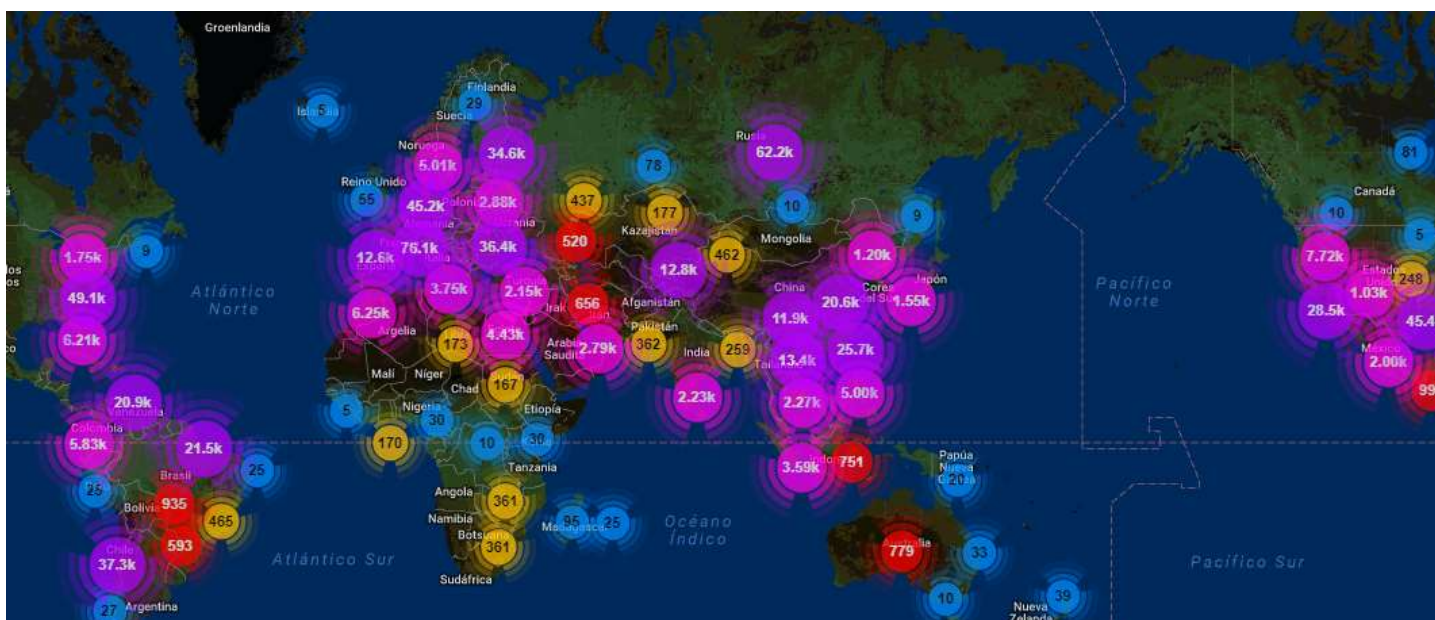 Groenlandia
Finlandia
29
Suecia
5
Noruega
5.01k
34.6k
Rusia
62.2k
78
81
Reino Unido
55
45.2k
2.88k
437
177
Kazajistán
10
Mongolia
9
Canadá
10
5
1.75k
9
12.6k
76.1k
36.4k
520
462
12.8k
1.20k
Japón
7.72k
248
49.1k
Atlántico
Norte
3.75k
2.15k
656
Irak
Afganistán
China
20.6k
Corea
del Sur
1.55k
11.9k
Pacífico
Norte
1.03k
28.5k
45.4
6.21k
6.25k
Argelia
173
4.43k
Arabia
Saudita
2.79k
Pakistán
362
India
259
13.4k
25.7k
México
2.00k
99
Malí
Níger
Chad
167
20.9k
Venezuela
5
Nigeria
30
Etiopía
30
2.23k
2.27k
5.00k
Colombia
5.83k
21.5k
170
10
Tanzania
3.59k
751
Papúa
Nueva
20
25
Brasil
25
935
Bolivia
465
Angola
361
Namibia
Botsuana
361
Madagascar
95
25
Océano
Índico
593
Chile
37.3k
Atlántico Sur
Sudáfrica
Australia
779
33
Pacífico Sur
27
Argentina
10
39
Nueva
Zelanda